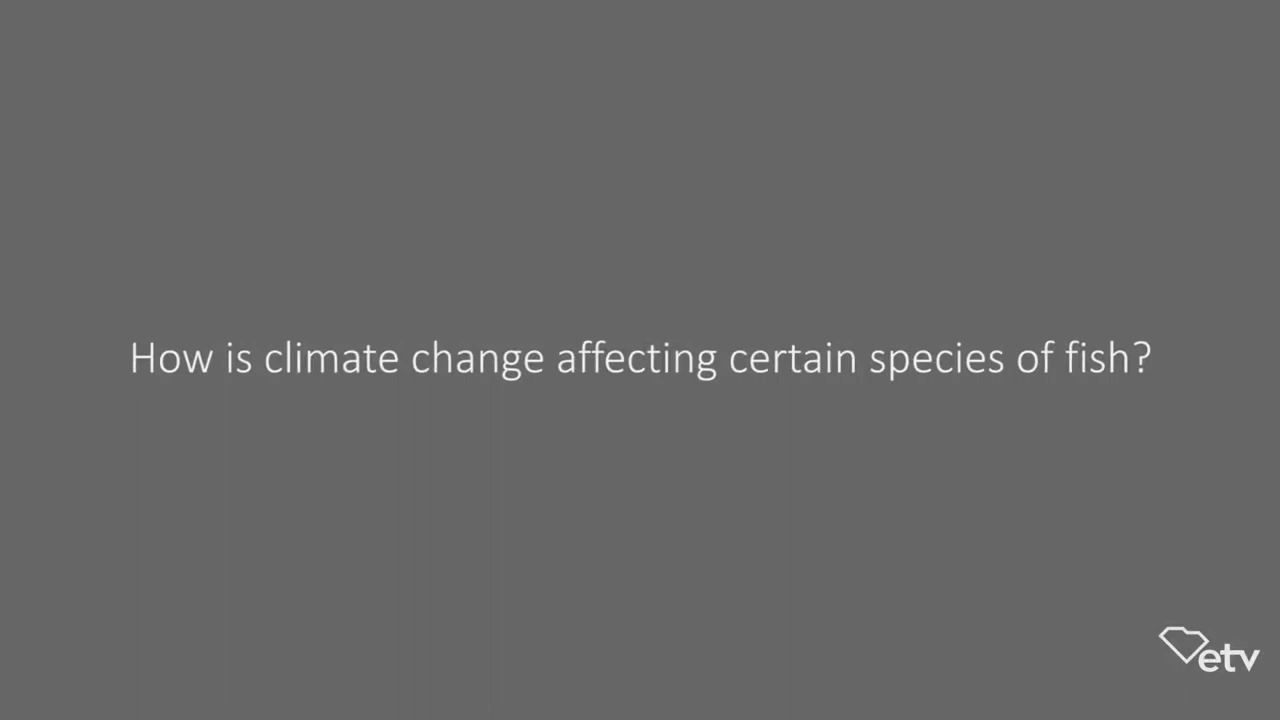 How is climate change affecting certain species of fish?
etv